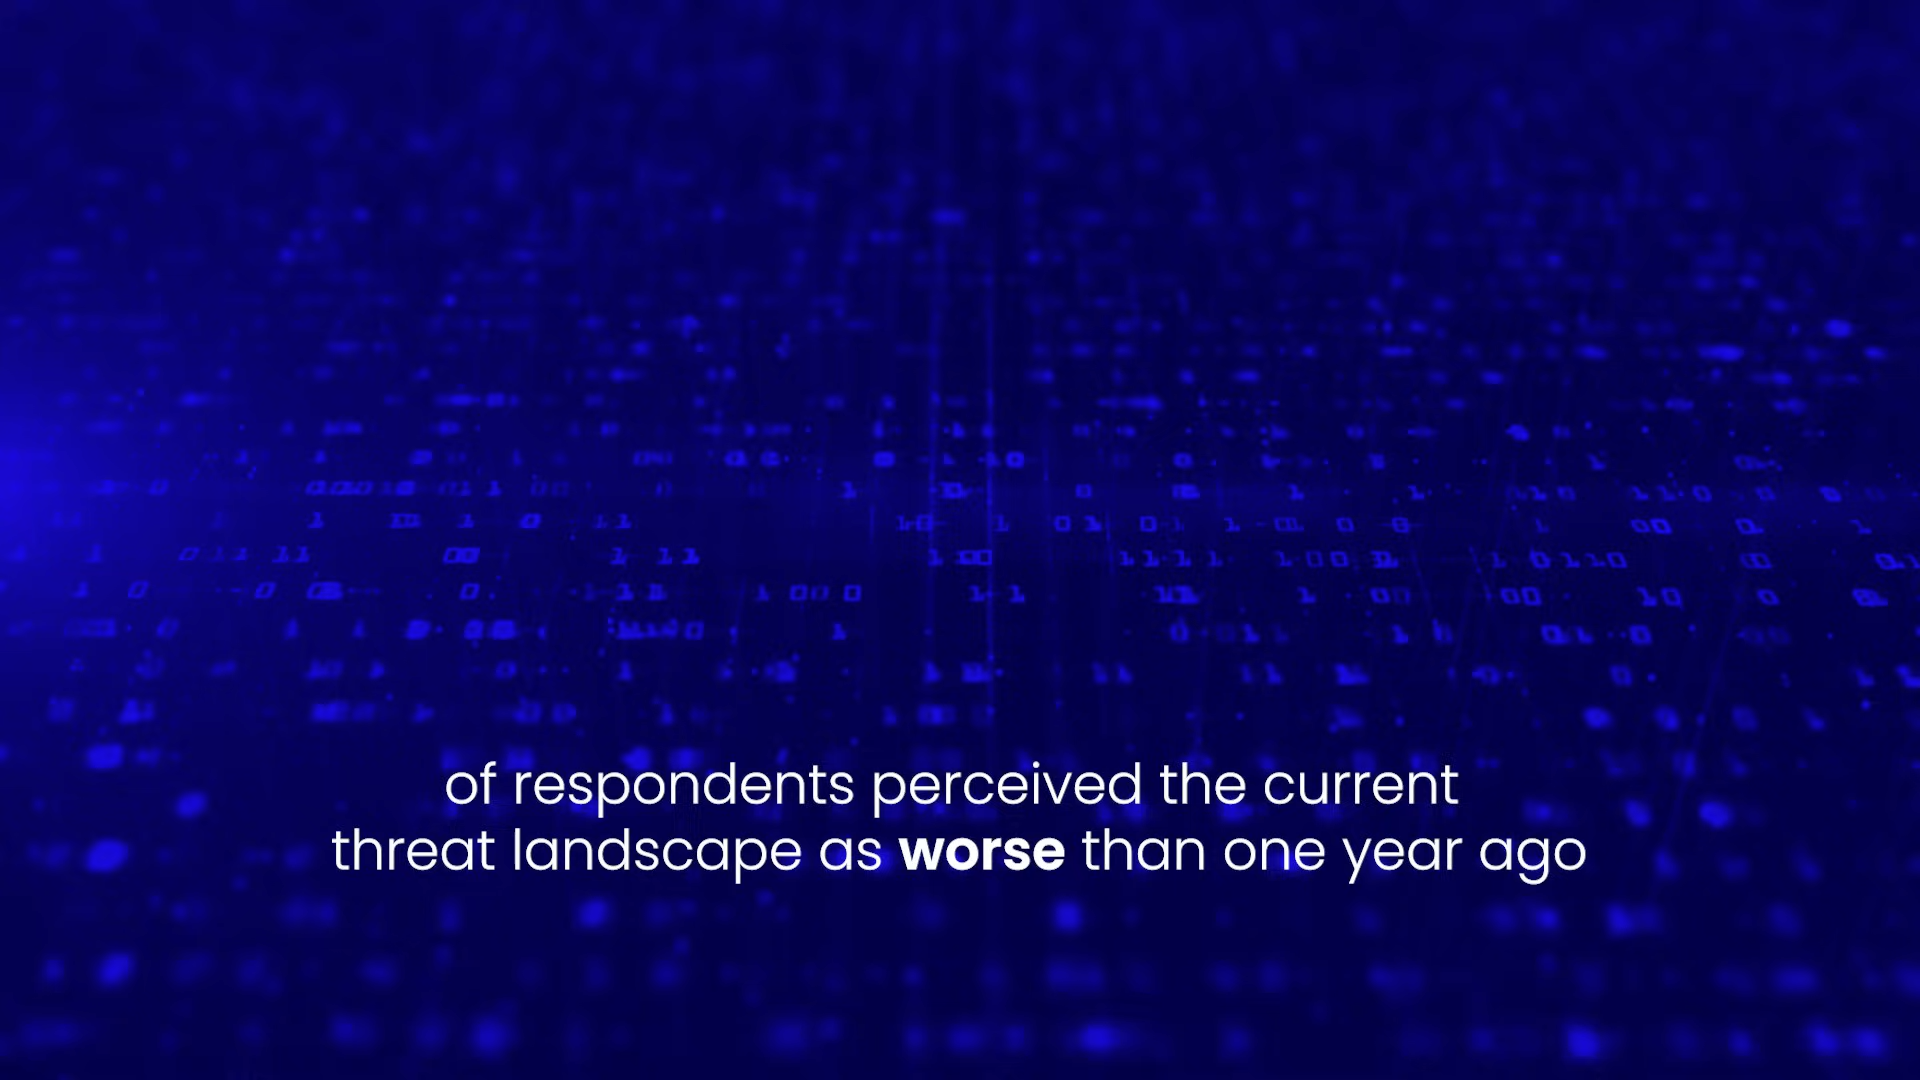 of respondents perceived the current
threat landscape as worse than one year ago